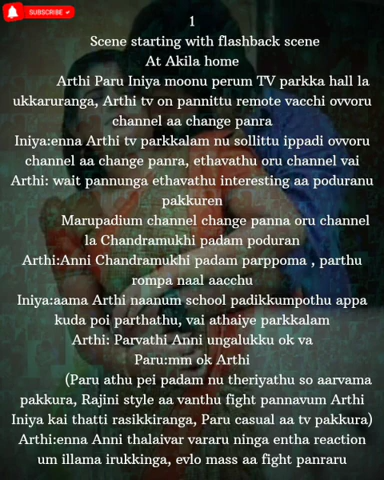 SUBSCRIBE
1
Scene starting with flashback scene
At Akila home
Arthi Paru Iniya moonu perum TV parkka hall la
ukkaruranga, Arthi tv on pannittu remote vacchi ovvoru
channel aa change panra
Iniya:enna Arthi tv parkkalam nu sollittu ippadi ovvoru
channel aa change panra, ethavathu oru channel vai
Arthi: wait pannunga ethavathu interesting aa poduranu
pakkuren
Marupadium channel change panna oru channel
la Chandramukhi padam poduran
Arthi:Anni Chandramukhi padam parppoma , parthu
rompa naal aacchu
Iniya:aama Arthi naanum school padikkumpothu appa
kuda poi parthathu, vai athaiye parkkalam
Arthi: Parvathi Anni ungalukku ok va
Paru:mm ok Arthi
(Paru athu pei padam nu theriyathu so aarvama
pakkura, Rajini style aa vanthu fight pannavum Arthi
Iniya kai thatti rasikkiranga, Paru casual aa tv pakkura)
Arthi:enna Anni thalaivar vararu ninga entha reaction
um illama irukkinga, evlo mass aa fight panraru